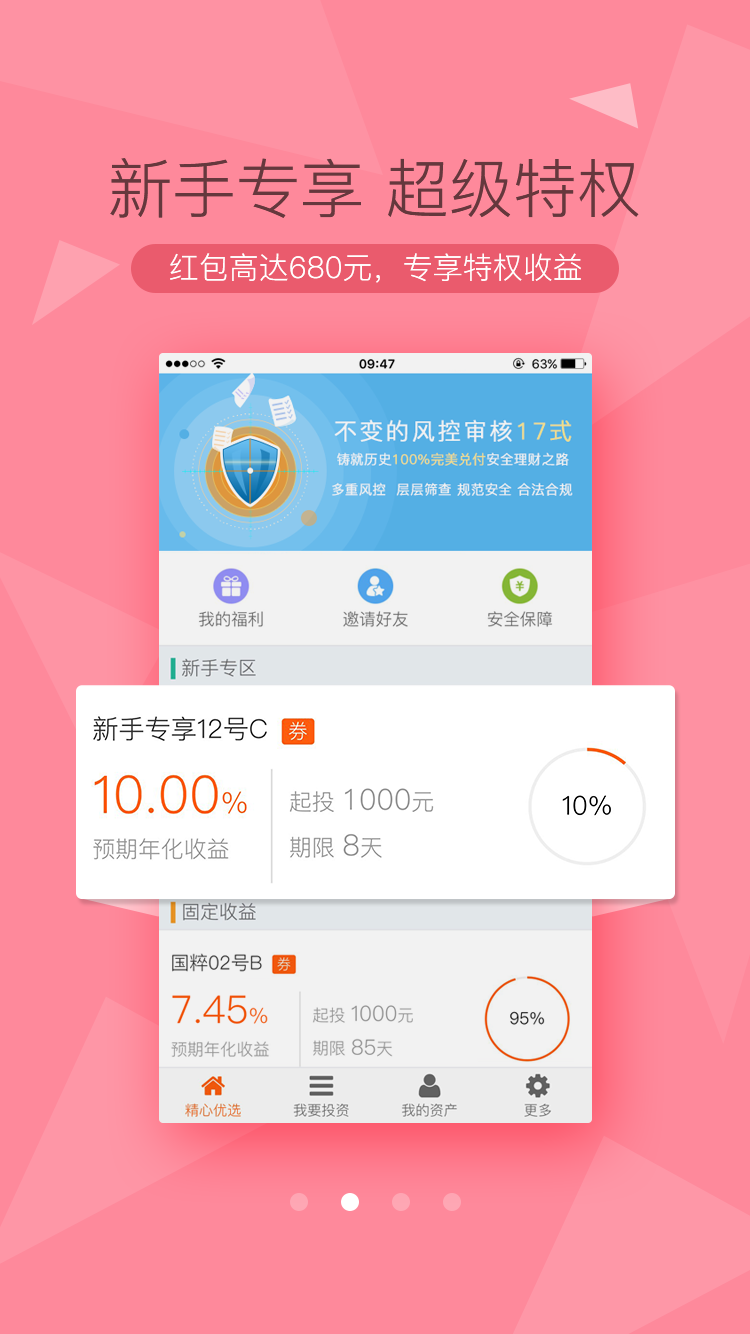 新手专享 超级特权
红包高达680元，专享特权收益
09:47
63%
不变的风控审核17式
铸就历史100%完美兑付安全理财之路
多重风控 层层筛查 规范安全 合法合规
我的福利
邀请好友
安全保障
新手专区
新手专享12号C 券
10.00%
预期年化收益
起投 1000元
期限 8天
10%
固定收益
国粹02号B 券
7.45%
预期年化收益
起投 1000元
期限 85天
95%
精心优选
我要投资
我的资产
更多